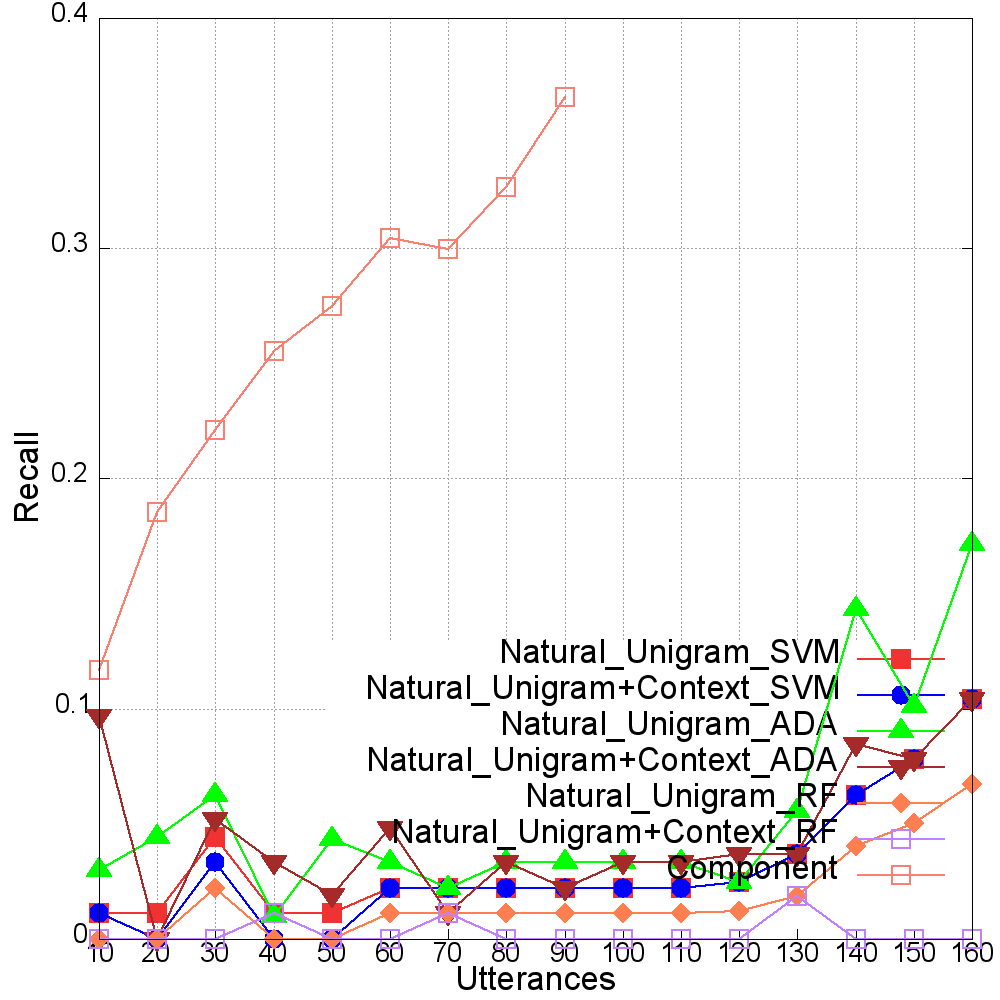 0.4
0.3
Recall
0.2
Natural_Unigram_SVM
Natural_Unigram+Context_SVM
0.1
Natural_Unigram_ADA
Natural_Unigram+Context_ADA
Natural_Unigram_RF
Natural_Unigram+Context_RF
Component
0
10 20 30 40 50 60 70 80 90 100 110 120 130 140 150 160
Utterances